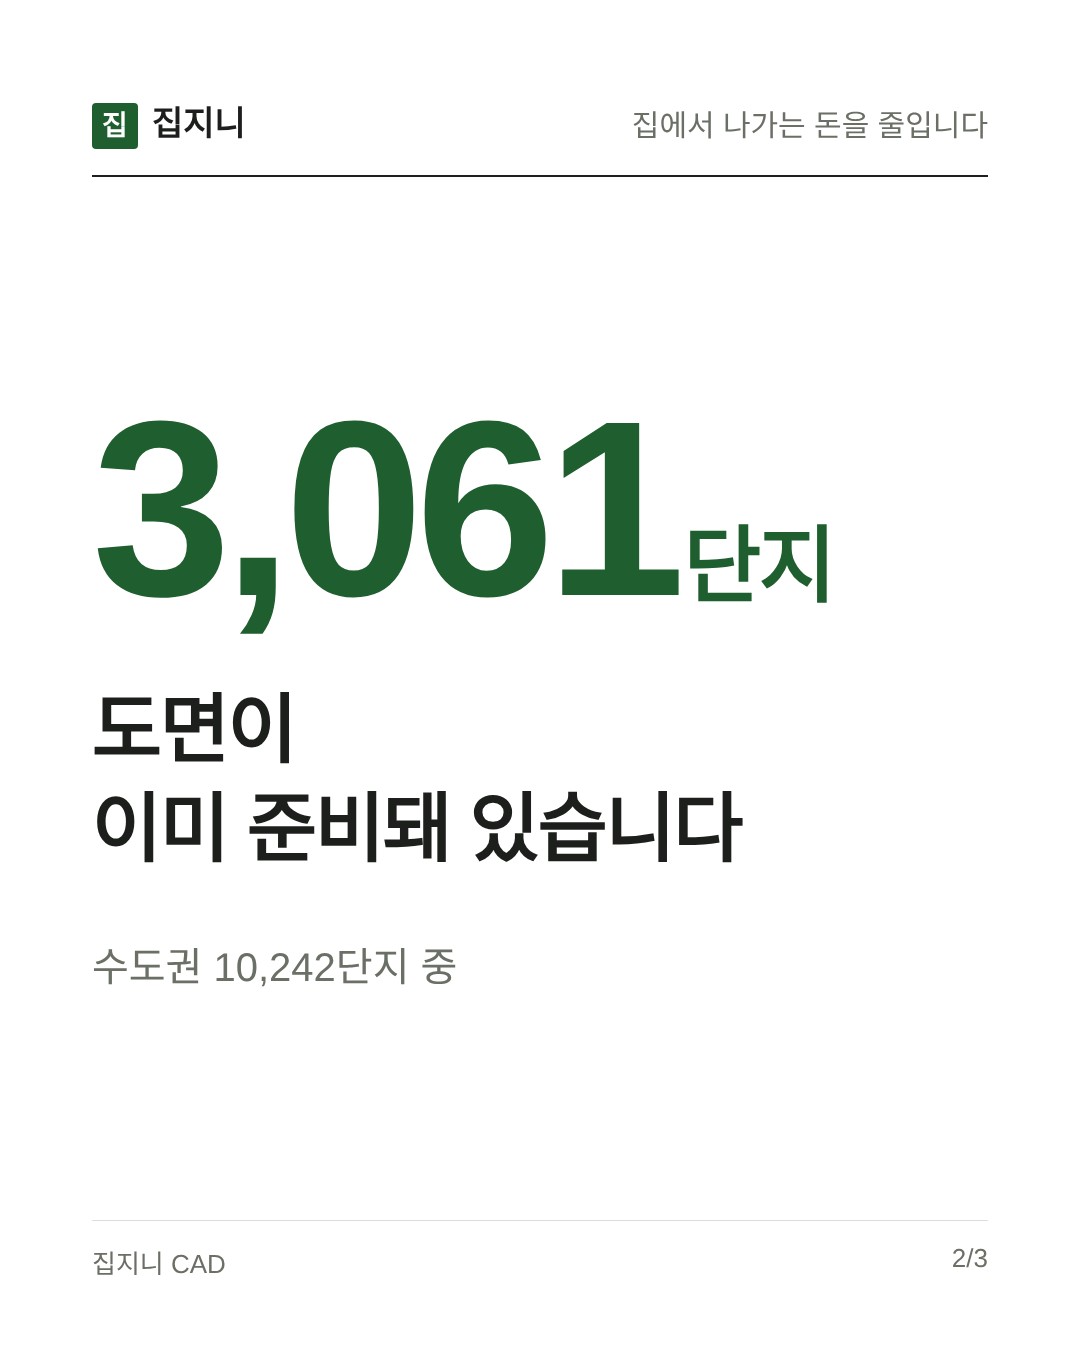 집 집지니
집에서 나가는 돈을 줄입니다
3,061단지
도면이
이미 준비돼 있습니다
수도권 10,242단지 중
집지니 CAD
2/3